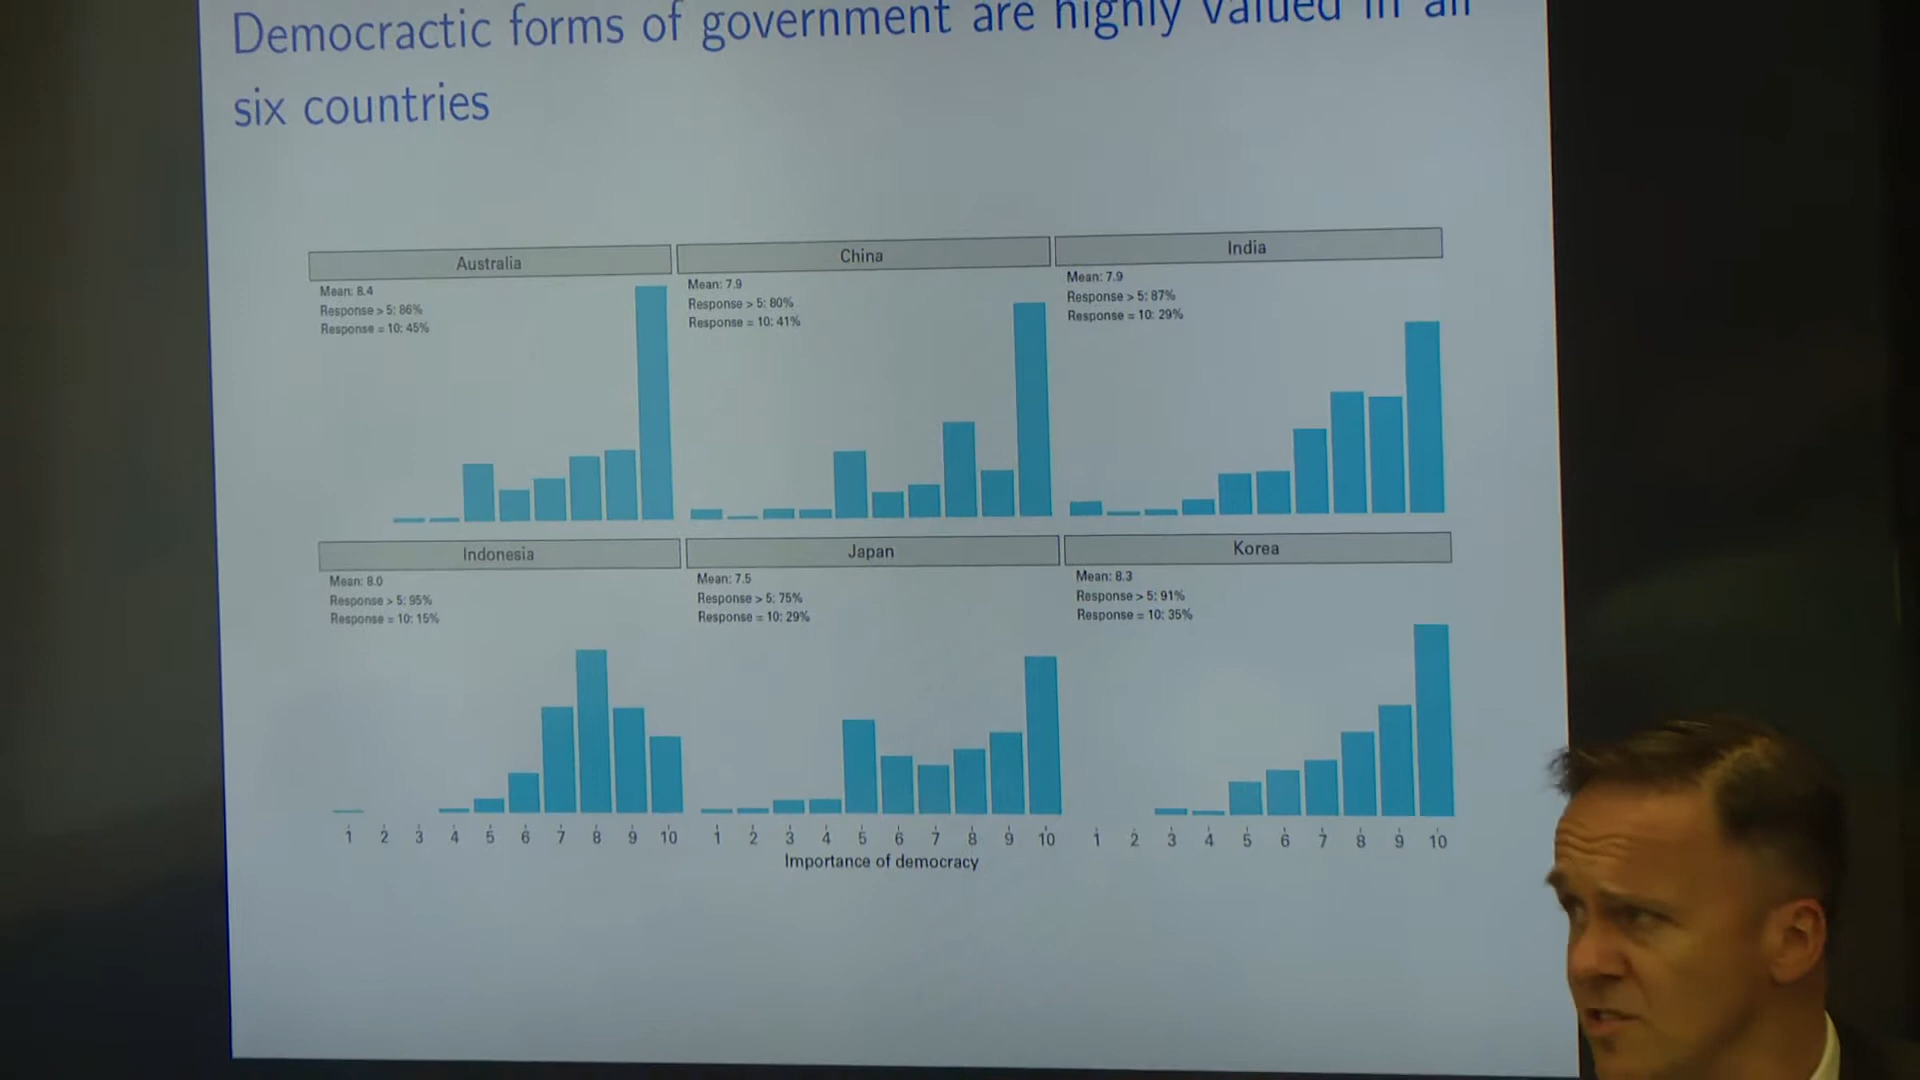 Democractic forms of government are highly valued in all
six countries
Australia
Mean: 8.4
Response > 5: 86%
Response = 10: 45%
China
Mean: 7.9
Response > 5: 80%
Response = 10: 41%
India
Mean: 7.9
Response > 5: 87%
Response = 10: 29%
Indonesia
Mean: 8.0
Response > 5: 95%
Response = 10: 15%
Japan
Mean: 7.5
Response > 5: 75%
Response = 10: 29%
Korea
Mean: 8.3
Response > 5: 91%
Response = 10: 35%
1 2 3 4 5 6 7 8 9 10 1 2 3 4 5 6 7 8 9 10 1 2 3 4 5 6 7 8 9 10
Importance of democracy